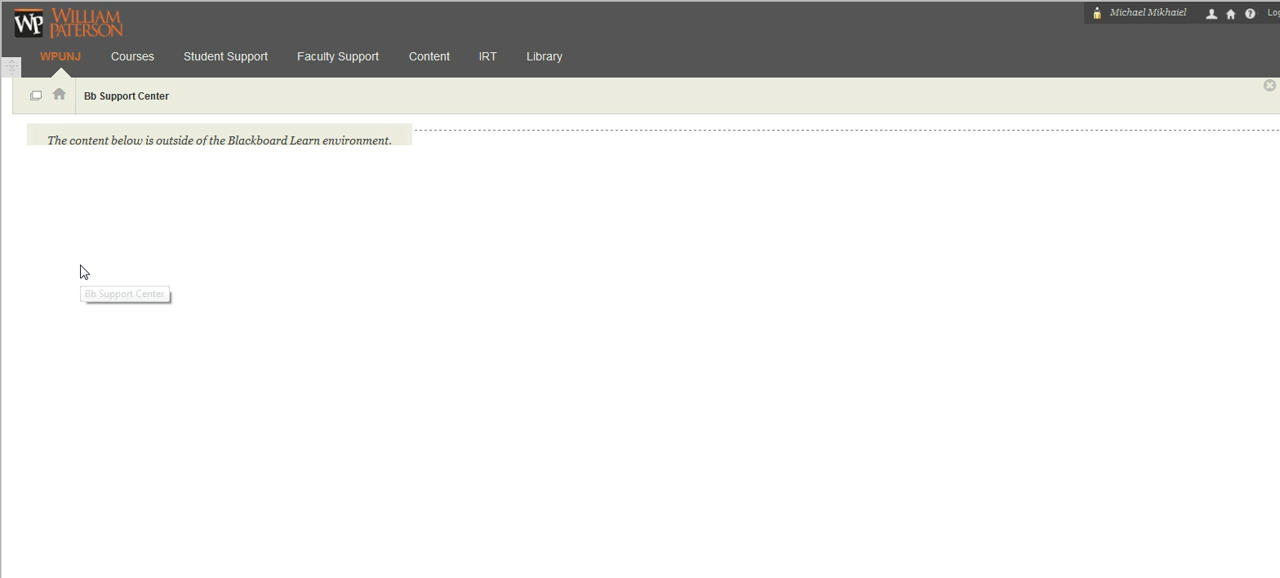 WP WILLIAM PATERSON
Michael Mikhaiel
WPUNJ Courses Student Support Faculty Support Content IRT Library
Bb Support Center
The content below is outside of the Blackboard Learn environment.
Bb Support Center